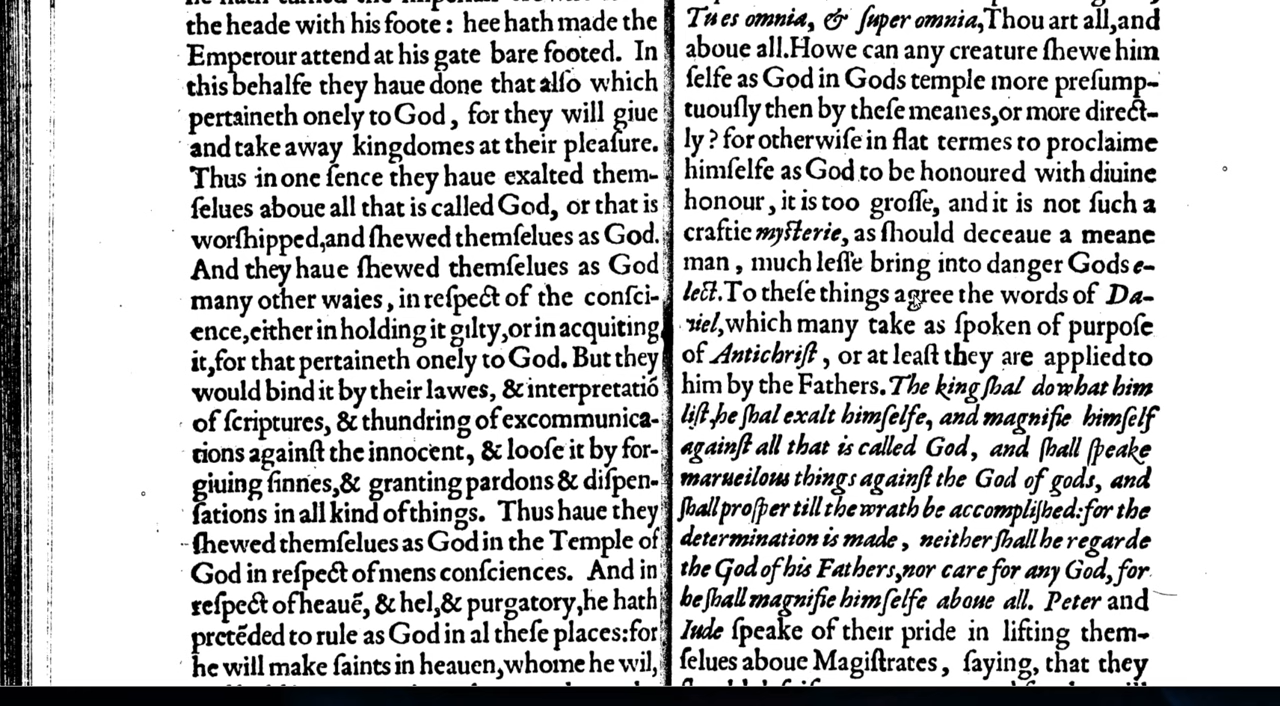 the heade with his foote: hee hath made the
Emperour attend at his gate bare footed. In
this behalfe they haue done that alſo which
pertaineth onely to God, for they will giue
and take away kingdomes at their pleaſure.
Thus in one ſence they haue exalted them-
ſelues aboue all that is called God, or that is
worſhipped,and ſhewed themſelues as God.
And they haue ſhewed themſelues as God
many other waies, in reſpect of the conſci-
ence,either in holding it gilty,or in acquiting
it,for that pertaineth onely to God. But they
would bind it by their lawes, & interpretatiõ
of ſcriptures, & thundring of excommunica-
tions againſt the innocent, & looſe it by for-
giuing ſinnes,& granting pardons & diſpen-
ſations in all kind of things. Thus haue they
ſhewed themſelues as God in the Temple of
God in reſpect of mens conſciences. And in
reſpect of heauẽ, & hel,& purgatory,he hath
pretẽded to rule as God in al theſe places:for
he will make ſaints in heauen,whome he wil,
Tu es omnia, & ſuper omnia,Thou art all,and
aboue all.Howe can any creature ſhewe him
ſelfe as God in Gods temple more preſump-
tuouſly then by theſe meanes,or more direct-
ly? for otherwiſe in flat termes to proclaime
himſelfe as God to be honoured with diuine
honour, it is too groſſe, and it is not ſuch a
craftie myſterie, as ſhould deceaue a meane
man, much leſſe bring into danger Gods e-
lect.To theſe things agree the words of Da-
niel,which many take as ſpoken of purpoſe
of Antichriſt, or at leaſt they are applied to
him by the Fathers.The king ſhal do what him
liſt,he ſhal exalt himſelfe, and magnifie himſelf
againſt all that is called God, and ſhall ſpeake
marueilous things againſt the God of gods, and
ſhall proſper till the wrath be accompliſhed:for the
determination is made, neither ſhall he regarde
the God of his Fathers,nor care for any God, for
he ſhall magnifie himſelfe aboue all. Peter and
Iude ſpeake of their pride in lifting them-
ſelues aboue Magiſtrates, ſaying, that they